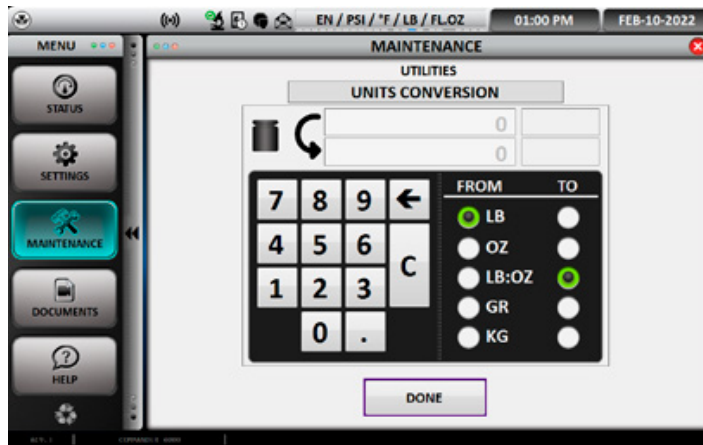 EN / PSI / °F / LB / FL.OZ
01:00 PM
FEB-10-2022
MENU
MAINTENANCE
STATUS
SETTINGS
MAINTENANCE
DOCUMENTS
HELP
UTILITIES
UNITS CONVERSION
0
0
7 8 9
4 5 6 C
1 2 3
0 .
FROM TO
LB
OZ
LB:OZ
GR
KG
DONE